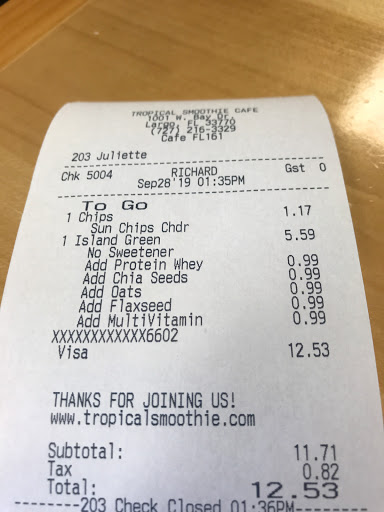 TROPICAL SMOOTHIE CAFE
1001 W. Bay Dr.
Largo, FL 33770
(727) 216-3329
Cafe FL161
203 Juliette
Chk 5004 RICHARD Gst 0
Sep28'19 01:35PM
To Go
1 Chips 1.17
Sun Chips Chdr
1 Island Green 5.59
No Sweetener
Add Protein Whey 0.99
Add Chia Seeds 0.99
Add Oats 0.99
Add Flaxseed 0.99
Add MultiVitamin 0.99
XXXXXXXXXXXX6602
Visa 12.53
THANKS FOR JOINING US!
www.tropicalsmoothie.com
Subtotal: 11.71
Tax 0.82
Total: 12.53
--------203 Check Closed 01:36PM--------